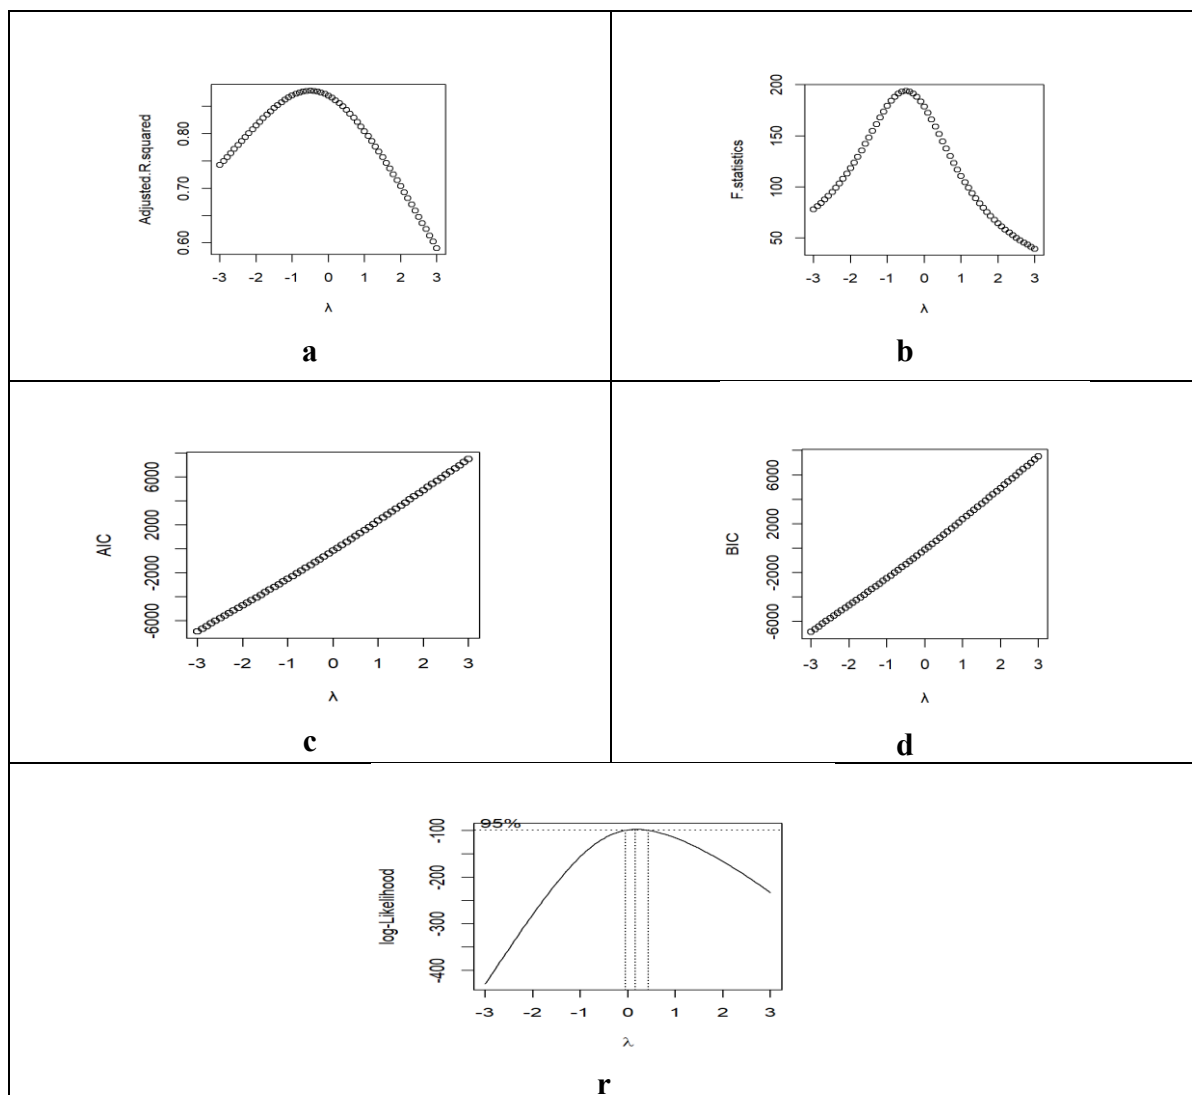 Adjusted.R.squared
0.60 0.70 0.80
-3 -2 -1 0 1 2 3
λ
a
F.statistics
50 100 150 200
-3 -2 -1 0 1 2 3
λ
b
AIC
-6000 -2000 2000 6000
-3 -2 -1 0 1 2 3
λ
c
BIC
-6000 -2000 2000 6000
-3 -2 -1 0 1 2 3
λ
d
log-Likelihood
-400 -300 -200 -100
95%
-3 -2 -1 0 1 2 3
λ
r